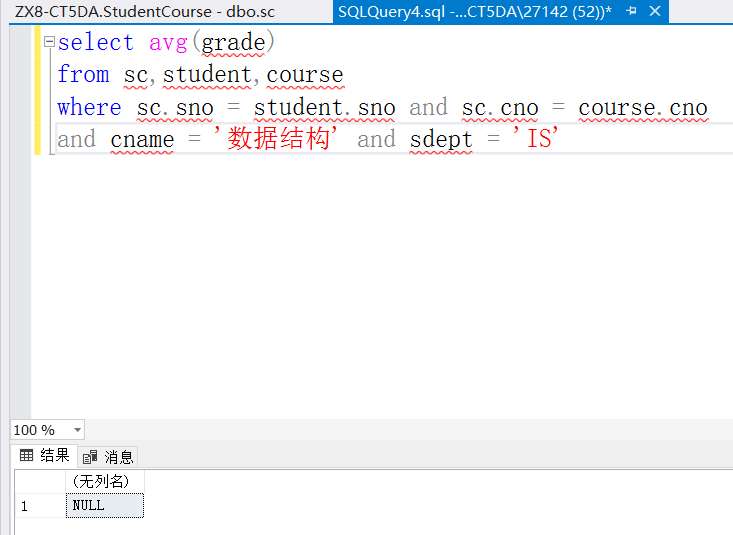 ZX8-CT5DA.StudentCourse - dbo.sc
SQLQuery4.sql -...CT5DA\27142 (52))*
select avg(grade)
from sc,student,course
where sc.sno = student.sno and sc.cno = course.cno
and cname = '数据结构' and sdept = 'IS'
100 %
结果 消息
(无列名)
1 NULL